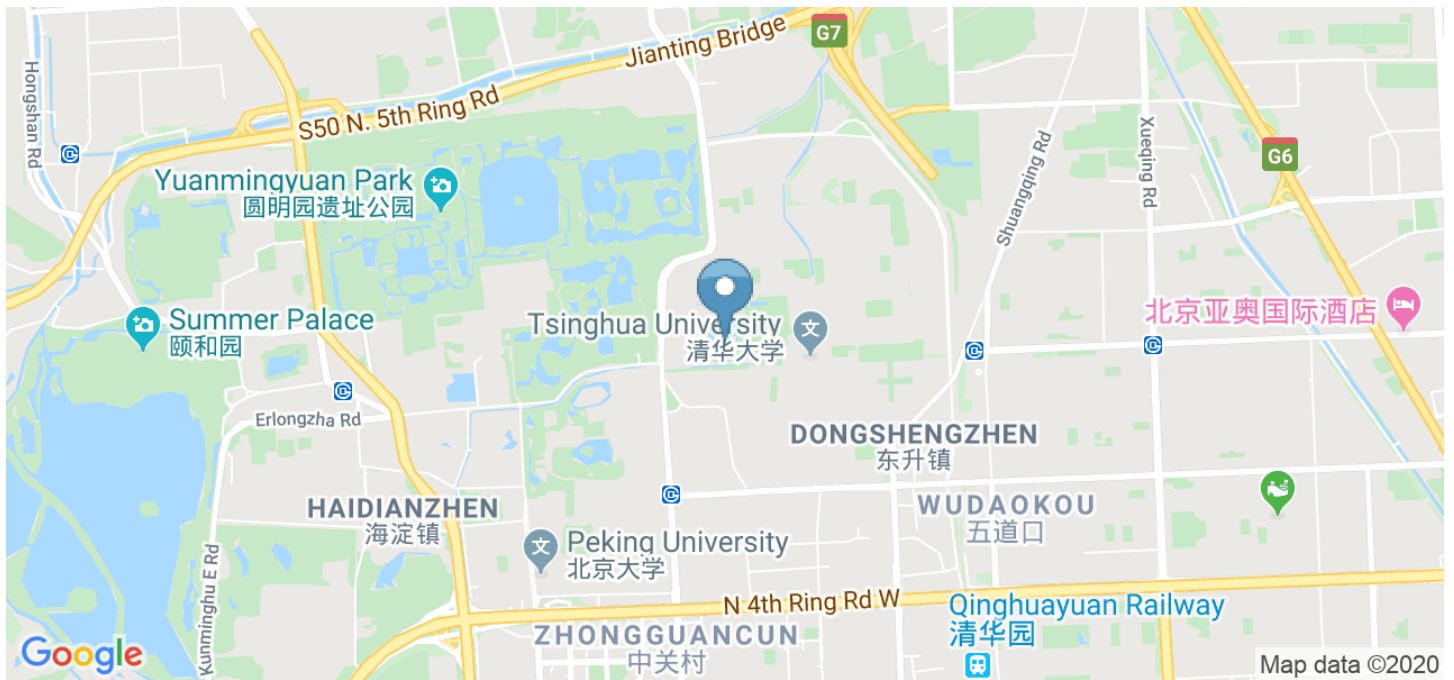 Jianting Bridge
G7
Hongshan Rd
S50 N. 5th Ring Rd
Xueqing Rd
Shuangqing Rd
G6
Yuanmingyuan Park
圆明园遗址公园
Summer Palace
颐和园
Tsinghua University
清华大学
文
北京亚奥国际酒店
Erlongzha Rd
DONGSHENGZHEN
东升镇
HAIDIANZHEN
海淀镇
WUDAOKOU
五道口
文
Peking University
北京大学
Kunminghu E Rd
N 4th Ring Rd W
Qinghuayuan Railway
清华园
ZHONGGUANCUN
中关村
Google
Map data ©2020